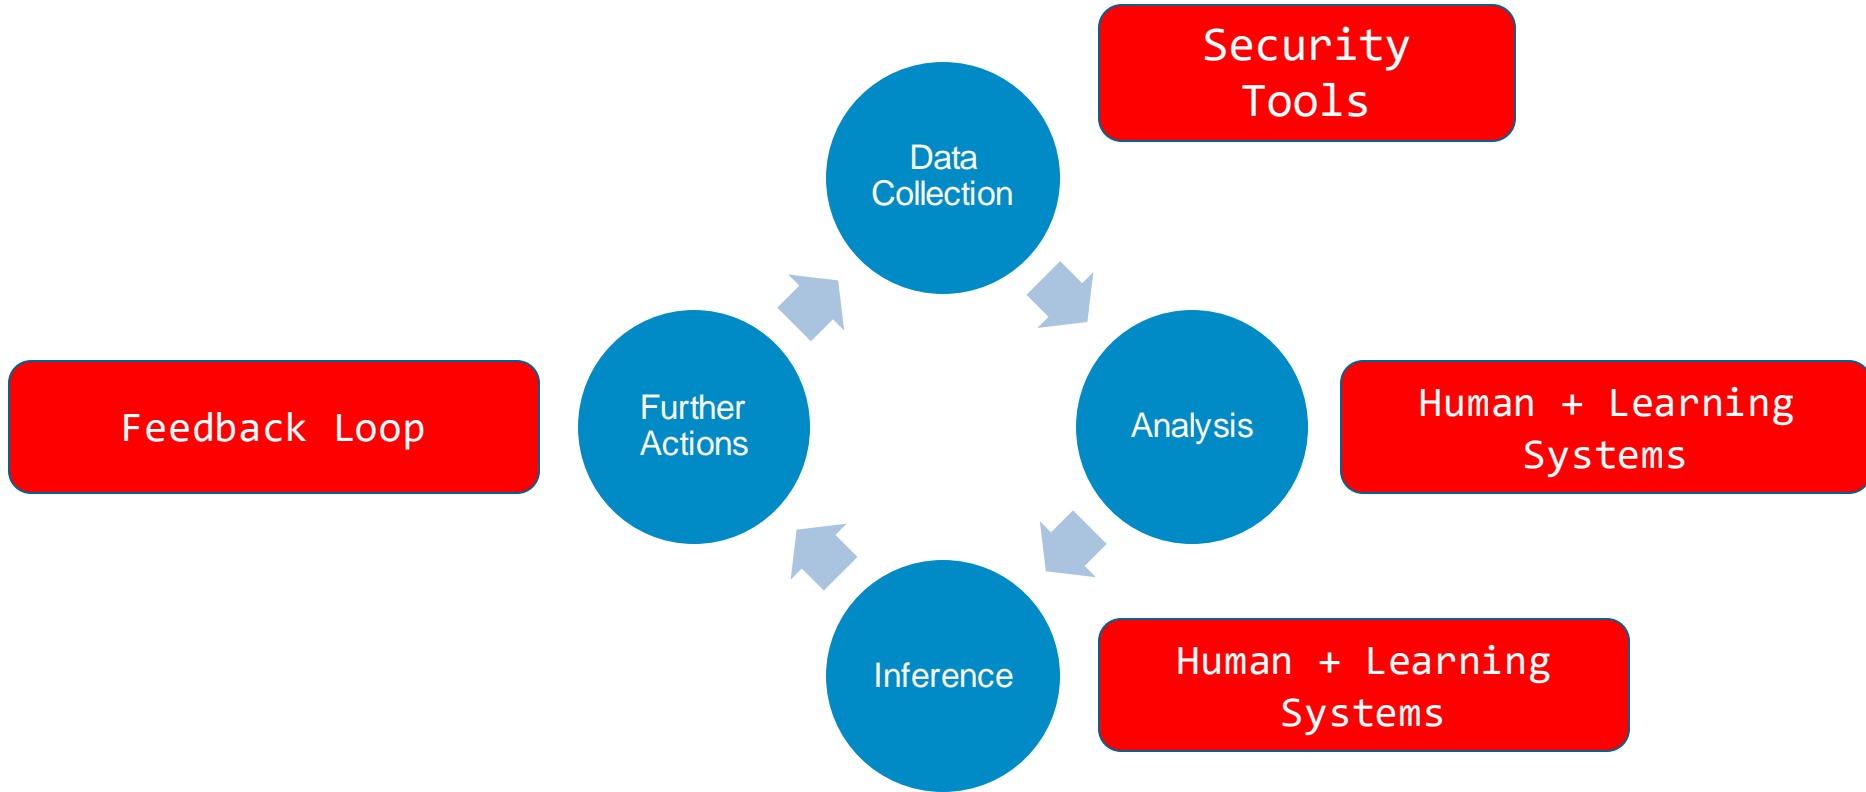 Security
Tools
Data
Collection
Further
Actions
Feedback Loop
Analysis
Human + Learning
Systems
Inference
Human + Learning
Systems